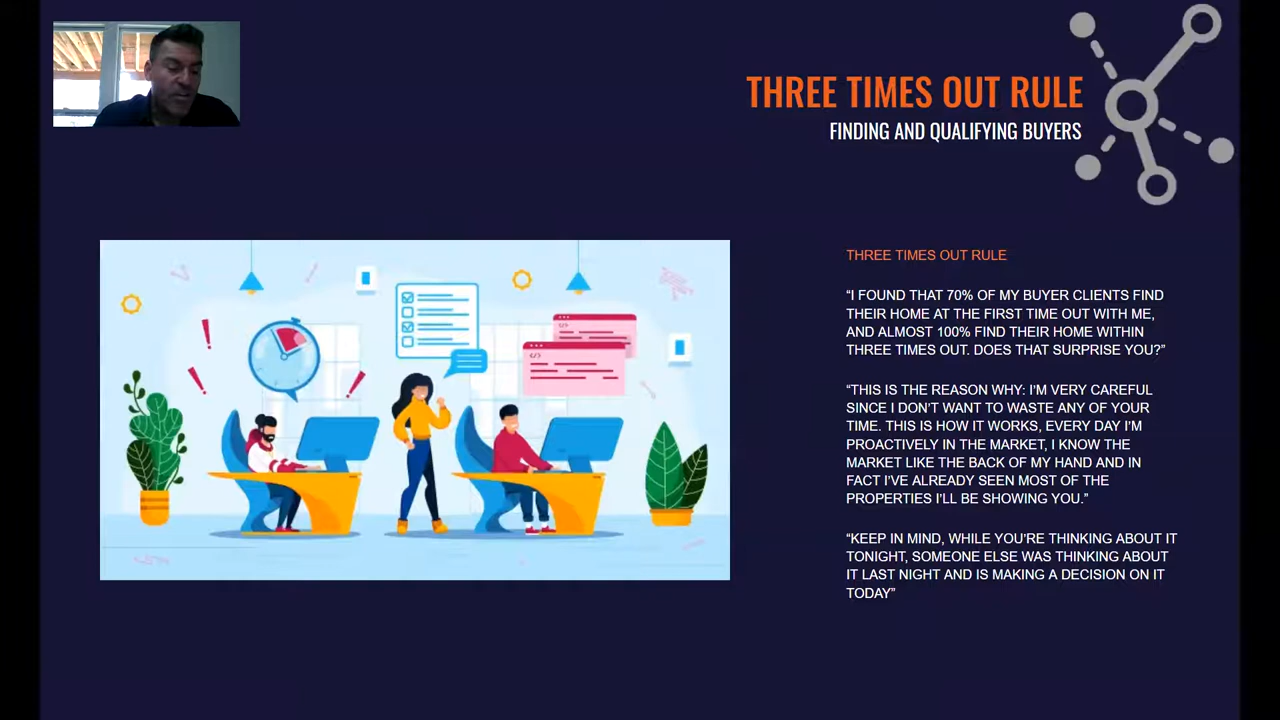 THREE TIMES OUT RULE
FINDING AND QUALIFYING BUYERS
THREE TIMES OUT RULE
“I FOUND THAT 70% OF MY BUYER CLIENTS FIND
THEIR HOME AT THE FIRST TIME OUT WITH ME,
AND ALMOST 100% FIND THEIR HOME WITHIN
THREE TIMES OUT. DOES THAT SURPRISE YOU?”
“THIS IS THE REASON WHY: I'M VERY CAREFUL
SINCE I DON'T WANT TO WASTE ANY OF YOUR
TIME. THIS IS HOW IT WORKS, EVERY DAY I'M
PROACTIVELY IN THE MARKET, I KNOW THE
MARKET LIKE THE BACK OF MY HAND AND IN
FACT I'VE ALREADY SEEN MOST OF THE
PROPERTIES I'LL BE SHOWING YOU.”
“KEEP IN MIND, WHILE YOU'RE THINKING ABOUT IT
TONIGHT, SOMEONE ELSE WAS THINKING ABOUT
IT LAST NIGHT AND IS MAKING A DECISION ON IT
TODAY”